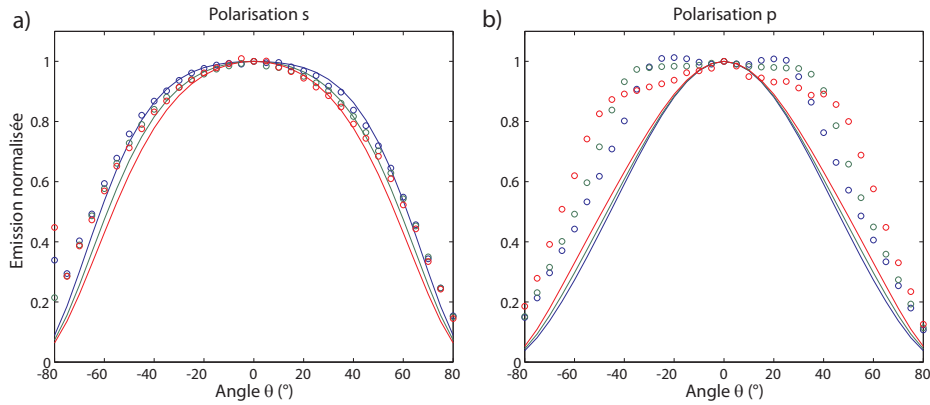 a)
Polarisation s
Emission normalisée
1
0.8
0.6
0.4
0.2
0
-80 -60 -40 -20 0 20 40 60 80
Angle θ (°)
b)
Polarisation p
1
0.8
0.6
0.4
0.2
0
-80 -60 -40 -20 0 20 40 60 80
Angle θ (°)